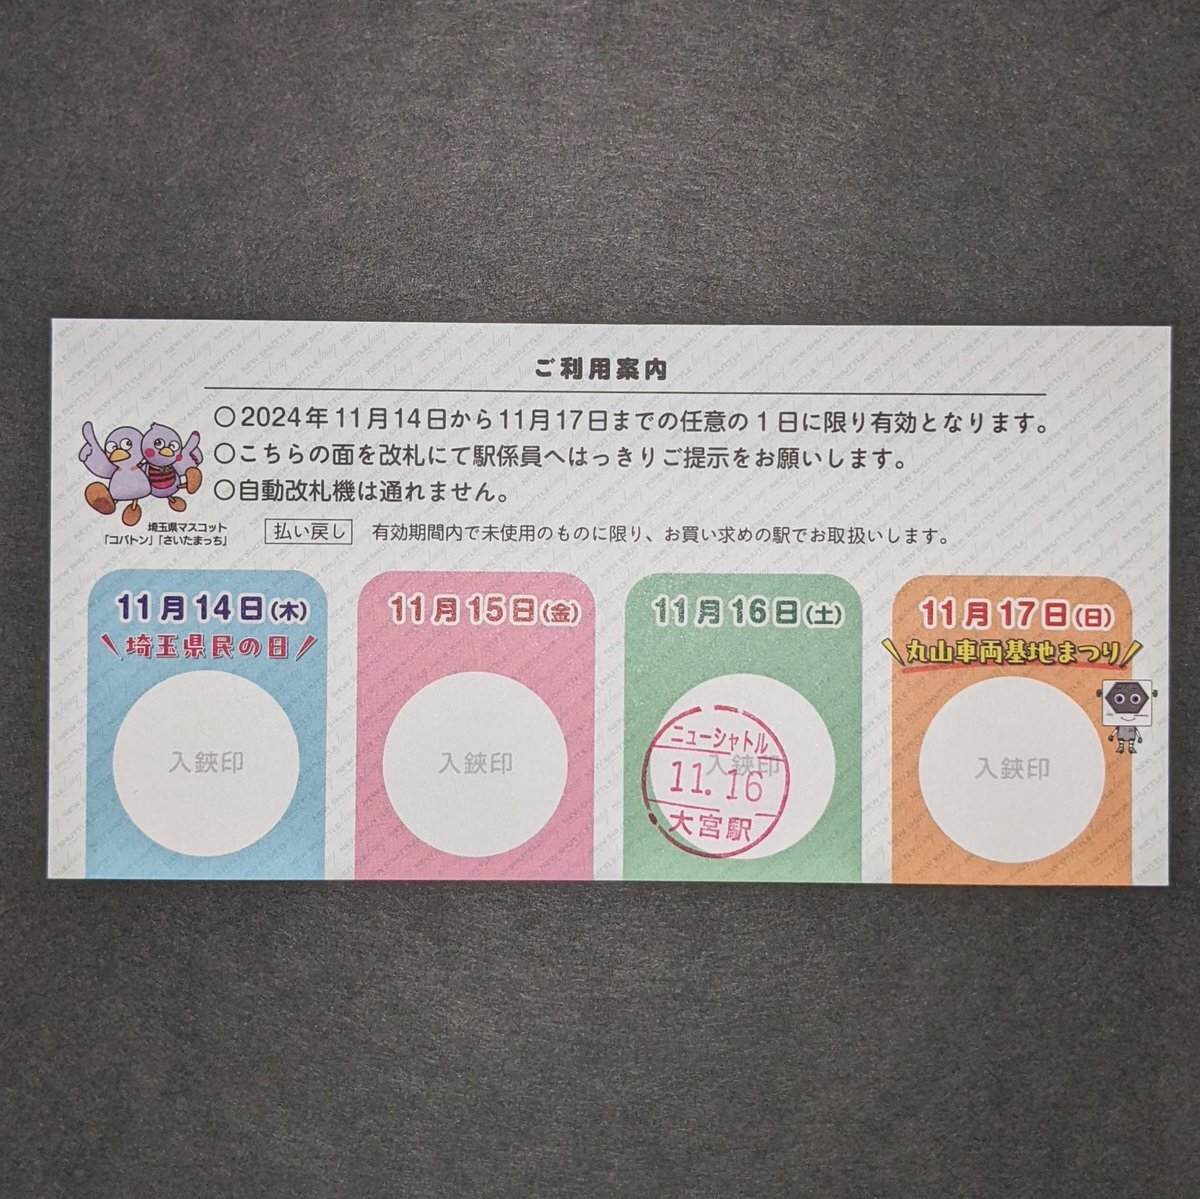 ご利用案内
○2024年11月14日から11月17日までの任意の1日に限り有効となります。
○こちらの面を改札にて駅係員へはっきりご提示をお願いします。
○自動改札機は通れません。
埼玉県マスコット
「コバトン」「さいたまっち」
払い戻し 有効期間内で未使用のものに限り、お買い求めの駅でお取扱いします。
11月14日(木)
埼玉県民の日
入鋏印
11月15日(金)
入鋏印
11月16日(土)
入鋏印
ニューシャトル
11.16
大宮駅
11月17日(日)
丸山車両基地まつり
入鋏印